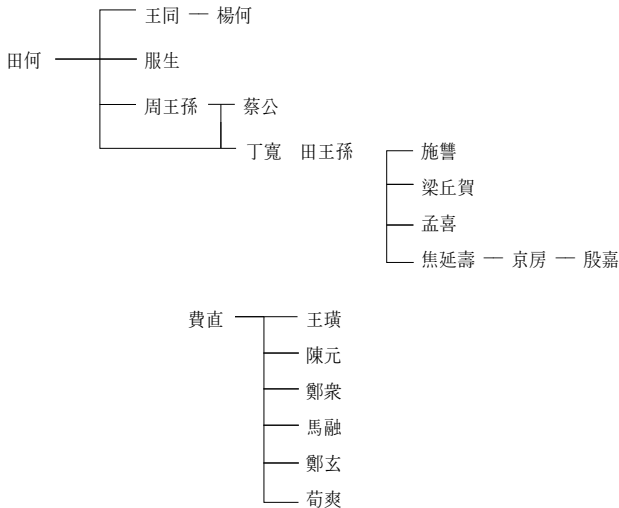 王同 — 楊何
田何
服生
周王孫
蔡公
丁寬 田王孫
施讐
梁丘賀
孟喜
焦延壽 — 京房 — 殷嘉
費直
王璜
陳元
鄭衆
馬融
鄭玄
荀爽